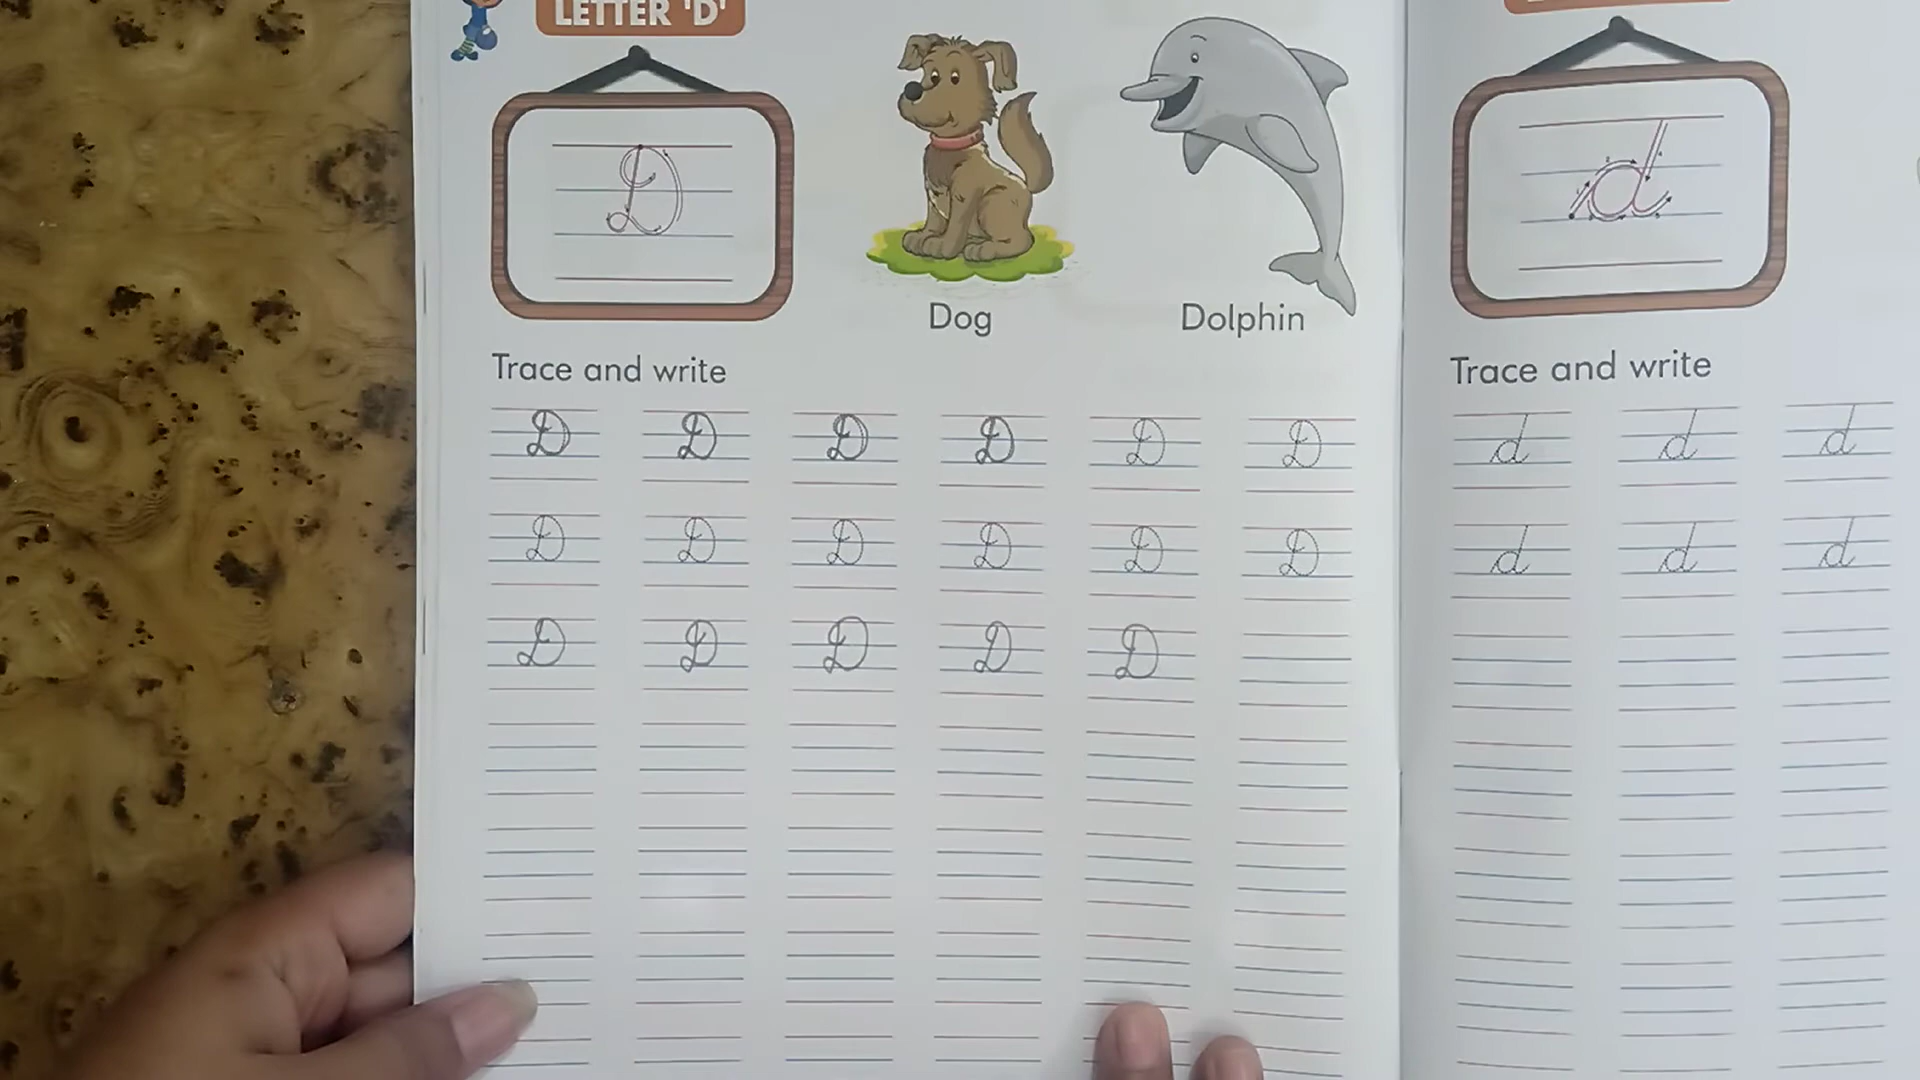 LETTER 'D'
D
Dog
Dolphin
Trace and write
D D D D D D
D D D D D D
D D D D D
d
Trace and write
d d d
d d d